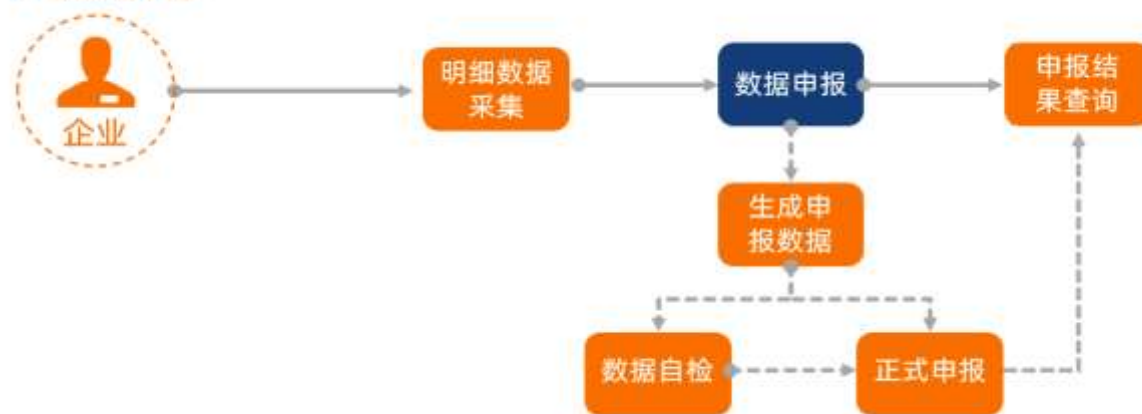 企业
明细数据
采集
数据申报
申报结
果查询
生成申
报数据
数据自检
正式申报